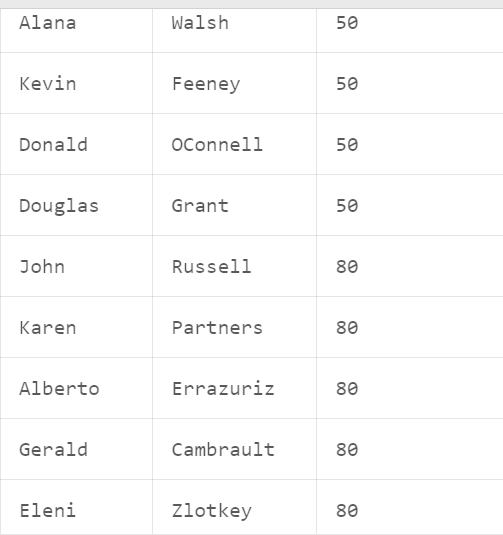 Alana Walsh 50
Kevin Feeney 50
Donald OConnell 50
Douglas Grant 50
John Russell 80
Karen Partners 80
Alberto Errazuriz 80
Gerald Cambrault 80
Eleni Zlotkey 80